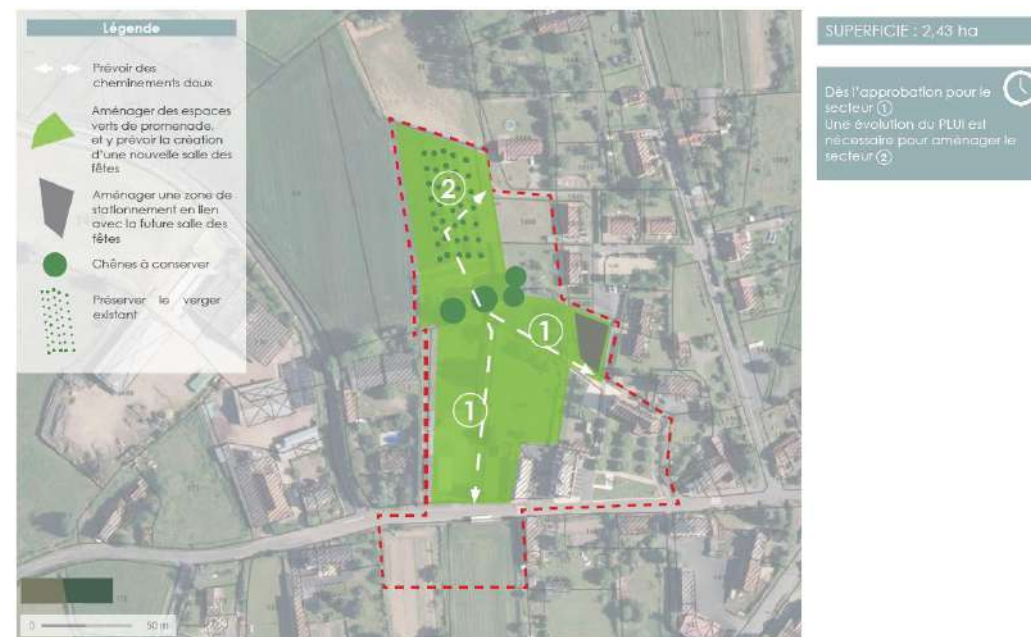 Légende
Prévoir des
cheminements doux
Aménager des espaces
verts de promenade,
et y prévoir la création
d'une nouvelle salle des
fêtes
Aménager une zone de
stationnement en lien
avec la future salle des
fêtes
Chênes à conserver
Préserver le verger
existant
2
1
1
0 50 m
SUPERFICIE : 2,43 ha
Dès l'approbation pour le
secteur ①
Une évolution du PLUi est
nécessaire pour aménager le
secteur ②